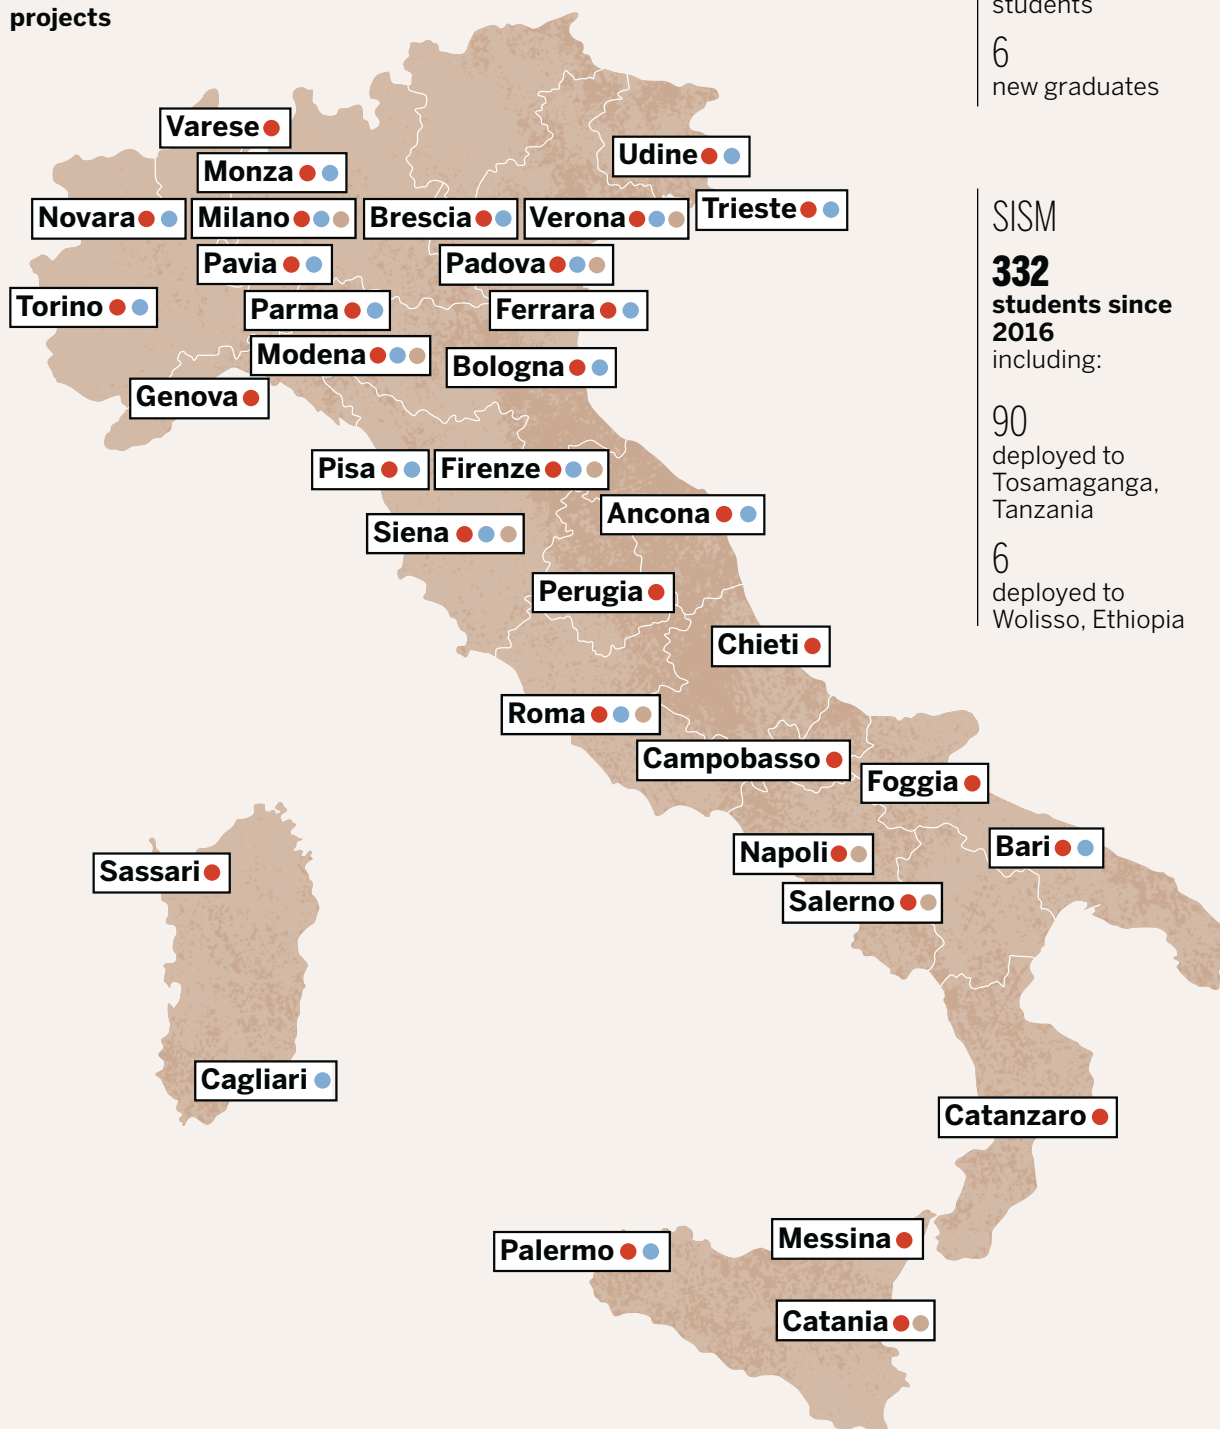 projects
students
6
new graduates
SISM
332
students since
2016
including:
90
deployed to
Tosamaganga,
Tanzania
6
deployed to
Wolisso, Ethiopia
Varese
Monza
Udine
Novara
Milano
Brescia
Verona
Trieste
Pavia
Padova
Torino
Parma
Ferrara
Modena
Bologna
Genova
Pisa
Firenze
Ancona
Siena
Perugia
Chieti
Roma
Campobasso
Foggia
Napoli
Bari
Sassari
Salerno
Cagliari
Catanzaro
Palermo
Messina
Catania